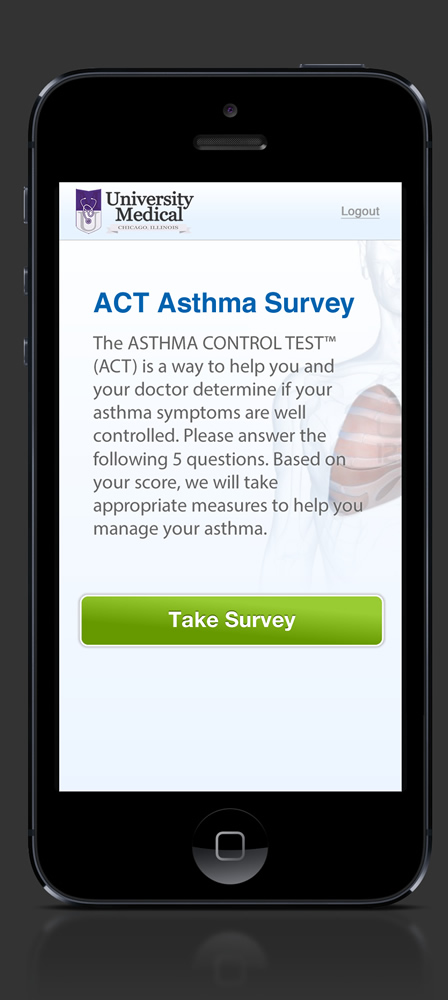 University
Medical
CHICAGO, ILLINOIS
Logout
ACT Asthma Survey
The ASTHMA CONTROL TEST™
(ACT) is a way to help you and
your doctor determine if your
asthma symptoms are well
controlled. Please answer the
following 5 questions. Based on
your score, we will take
appropriate measures to help you
manage your asthma.
Take Survey